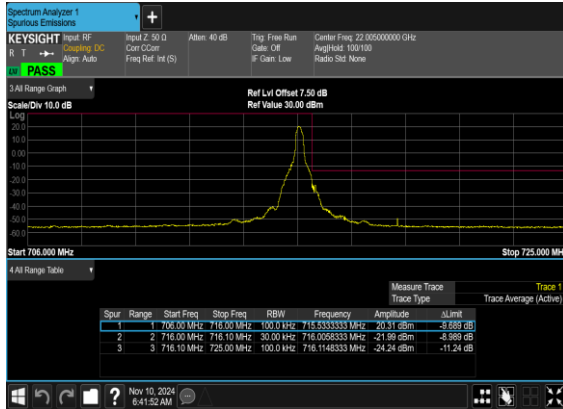 Spectrum Analyzer 1
Spurious Emissions
+
KEYSIGHT Input: RF Input Z: 50 Ω Atten: 40 dB Trig: Free Run Center Freq: 22.005000000 GHz
R T Coupling: DC Corr CCorr Gate: Off Avg|Hold: 100/100
Align: Auto Freq Ref: Int (S) IF Gain: Low Radio Std: None
PASS
3 All Range Graph
Ref Lvl Offset 7.50 dB
Scale/Div 10.0 dB Ref Value 30.00 dBm
Log
20.0
10.0
0.00
-10.0
-20.0
-30.0
-40.0
-50.0
-60.0
Start 706.000 MHz Stop 725.000 MHz
4 All Range Table
Measure Trace Trace 1
Trace Type Trace Average (Active)
Spur Range Start Freq Stop Freq RBW Frequency Amplitude ΔLimit
1 1 706.00 MHz 716.00 MHz 100.0 kHz 715.5333333 MHz 20.31 dBm -9.689 dB
2 2 716.00 MHz 716.10 MHz 30.00 kHz 716.0058333 MHz -21.99 dBm -8.989 dB
3 3 716.10 MHz 725.00 MHz 100.0 kHz 716.1148333 MHz -24.24 dBm -11.24 dB
? Nov 10, 2024
6:41:52 AM